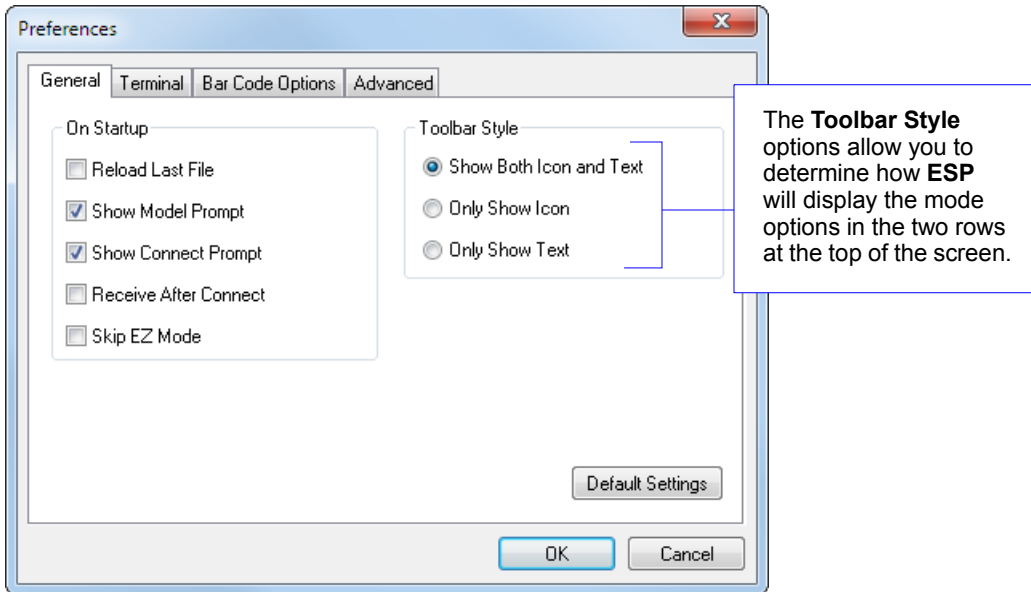 Preferences
General
Terminal
Bar Code Options
Advanced
On Startup
Reload Last File
Show Model Prompt
Show Connect Prompt
Receive After Connect
Skip EZ Mode
Toolbar Style
Show Both Icon and Text
Only Show Icon
Only Show Text
The Toolbar Style
options allow you to
determine how ESP
will display the mode
options in the two rows
at the top of the screen.
Default Settings
OK
Cancel